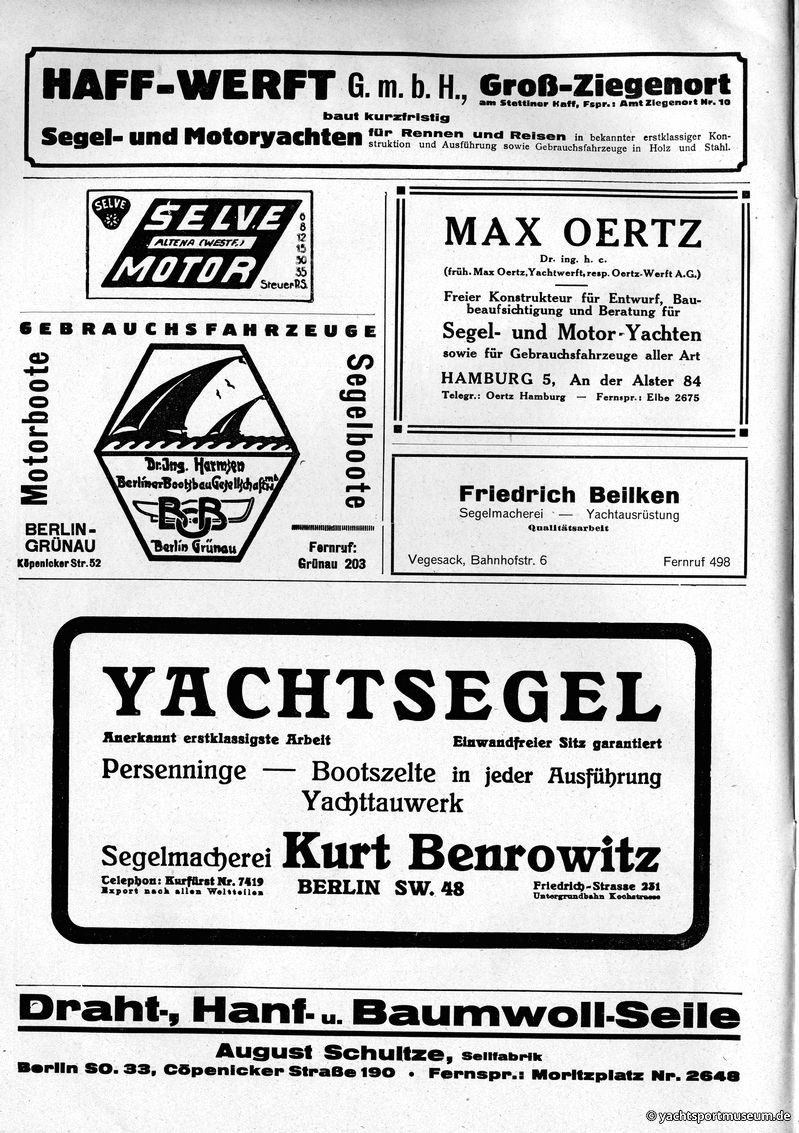 HAFF-WERFT G. m. b. H., Groß-Ziegenort
am Stettiner Haff, Fspr.: Amt Ziegenort Nr. 10
baut kurzfristig
Segel- und Motoryachten für Rennen und Reisen in bekannter erstklassiger Kon-
struktion und Ausführung sowie Gebrauchsfahrzeuge in Holz und Stahl.
SELVE
SELVE
ALTENA (WESTF.)
MOTOR
6
8
12
15
30
35
Steuer P.S.
MAX OERTZ
Dr. ing. h. c.
(früh. Max Oertz, Yachtwerft, resp. Oertz-Werft A.G.)
Freier Konstrukteur für Entwurf, Bau-
beaufsichtigung und Beratung für
Segel- und Motor-Yachten
sowie für Gebrauchsfahrzeuge aller Art
HAMBURG 5, An der Alster 84
Telegr.: Oertz Hamburg — Fernspr.: Elbe 2675
GEBRAUCHSFAHRZEUGE
Motorboote
Segelboote
Dr. Ing. Harmsen
Berliner Bootsbau Gesellschaft mbH
BBG
Berlin Grünau
BERLIN-
GRÜNAU
Köpenicker Str. 52
Fernruf:
Grünau 203
Friedrich Beilken
Segelmacherei — Yachtausrüstung
Qualitätsarbeit
Vegesack, Bahnhofstr. 6 Fernruf 498
YACHTSEGEL
Anerkannt erstklassigste Arbeit Einwandfreier Sitz garantiert
Persenninge — Bootszelte in jeder Ausführung
Yachttauwerk
Segelmacherei Kurt Benrowitz
Telephon: Kurfürst Nr. 7419
Export nach allen Weltteilen
BERLIN SW. 48
Friedrich-Strasse 231
Untergrundbahn Kochstrasse
Draht-, Hanf- u. Baumwoll-Seile
August Schultze, Seilfabrik
Berlin SO. 33, Cöpenicker Straße 190 • Fernspr.: Moritzplatz Nr. 2648
© yachtsportmuseum.de